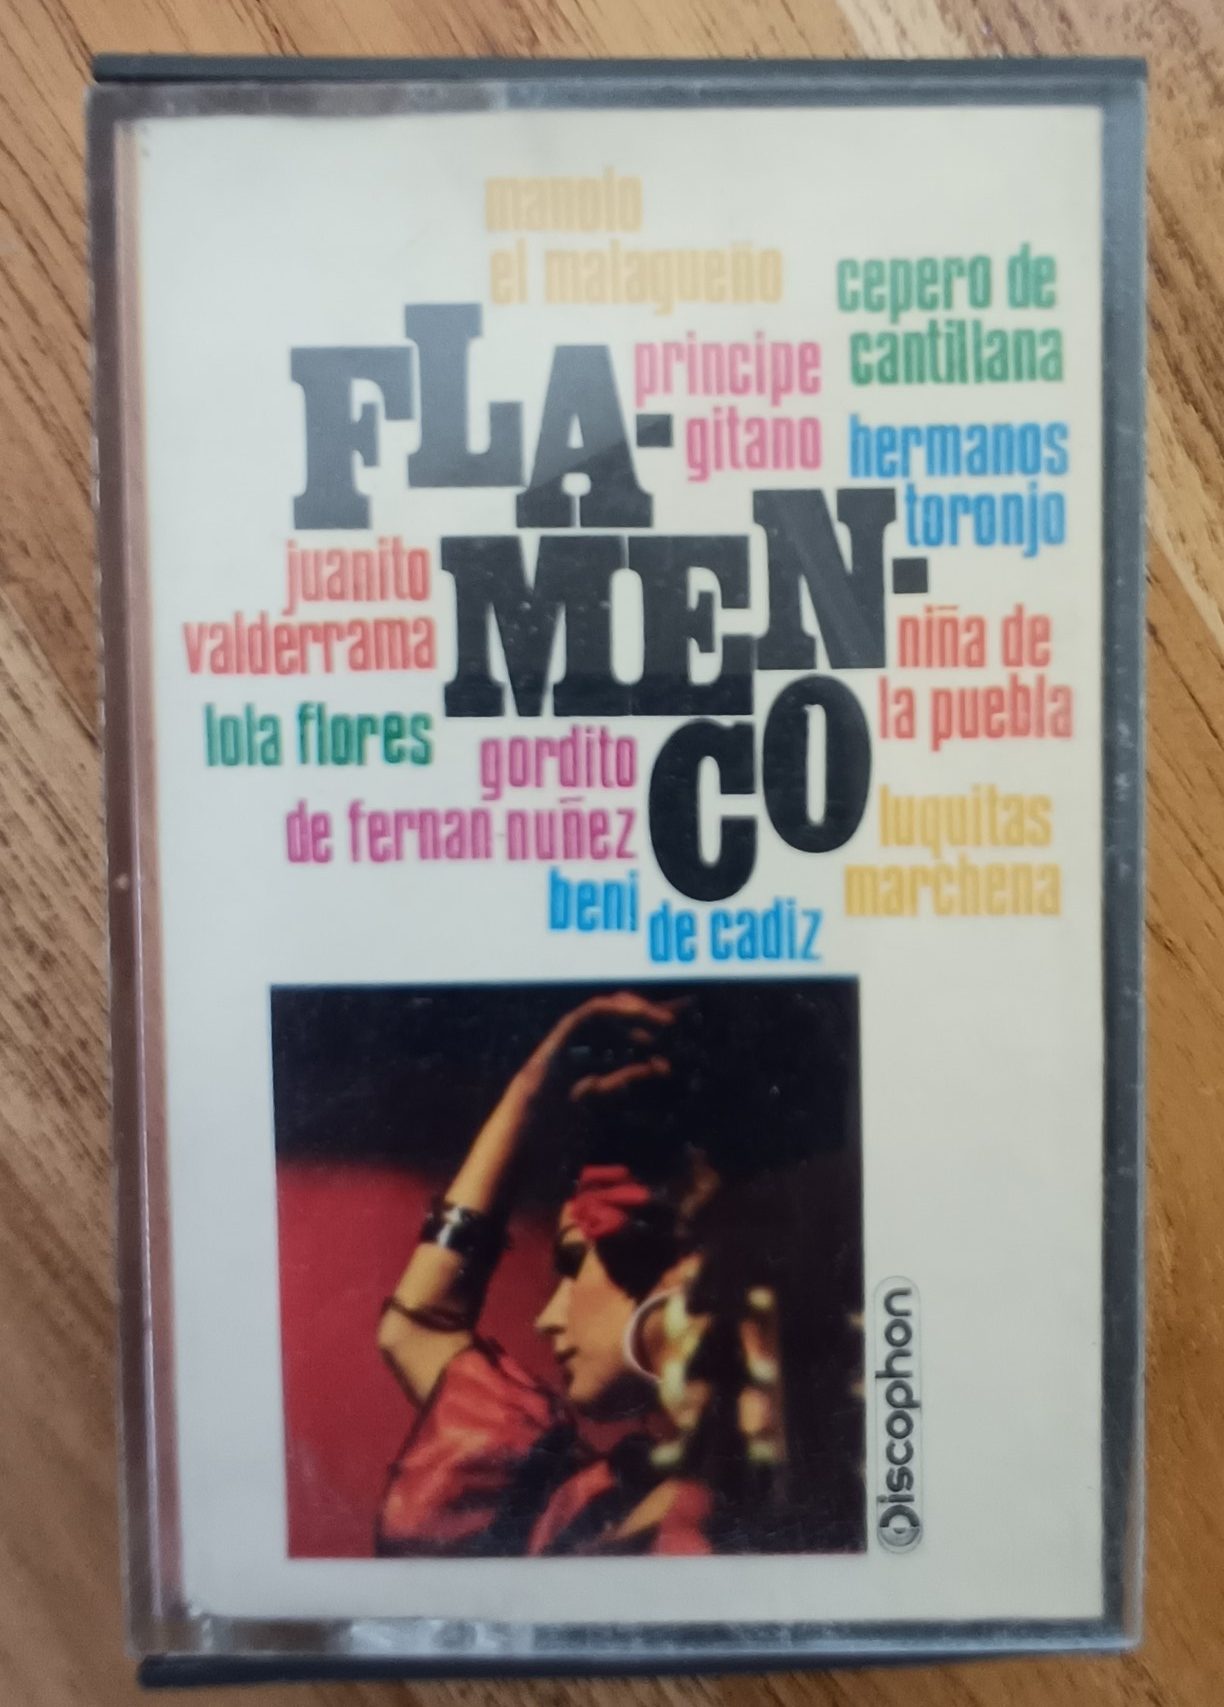 manolo
el malagueño
cepero de
cantillana
FLA-
principe
gitano
hermanos
toronjo
MEN-
juanito
valderrama
niña de
la puebla
lola flores
CO
gordito
de fernan-nuñez
luquitas
marchena
beni
de cadiz
Discophon